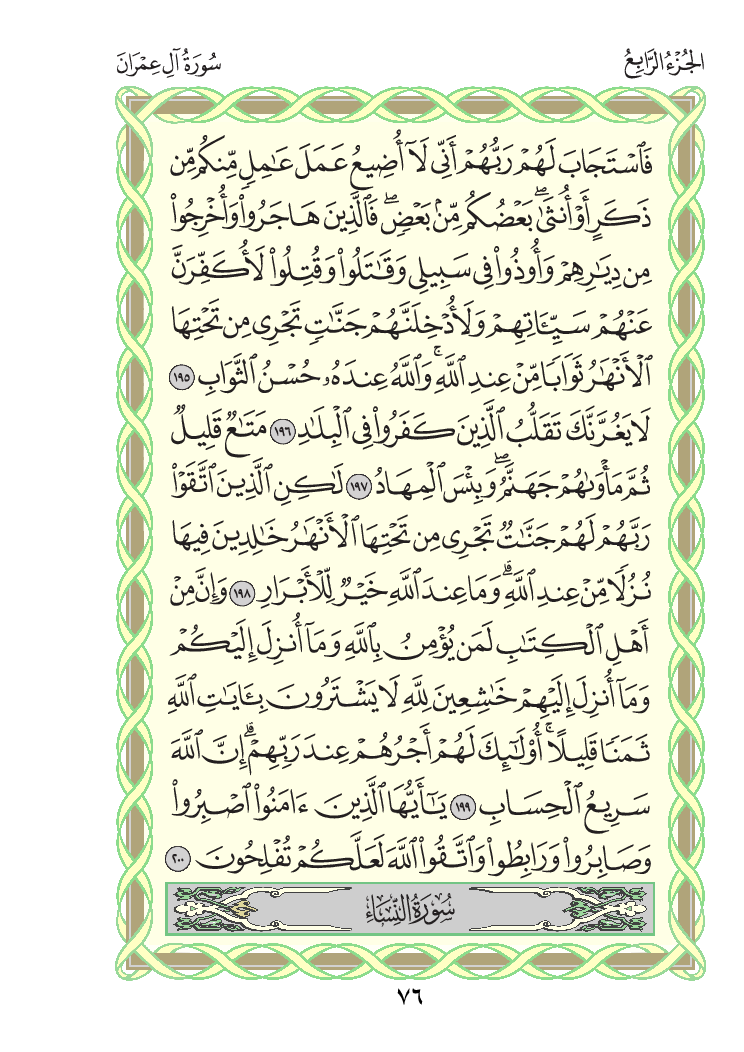 الجُزْءُ الرَّابِعُ
سُورَةُ آلِ عِمْرَانَ
فَٱسْتَجَابَ لَهُمْ رَبُّهُمْ أَنِّى لَآ أُضِيعُ عَمَلَ عَٰمِلٍ مِّنكُم مِّن
ذَكَرٍ أَوْ أُنثَىٰۖ بَعْضُكُم مِّنۢ بَعْضٍۖ فَٱلَّذِينَ هَاجَرُوا۟ وَأُخْرِجُوا۟
مِن دِيَٰرِهِمْ وَأُوذُوا۟ فِى سَبِيلِى وَقَٰتَلُوا۟ وَقُتِلُوا۟ لَأُكَفِّرَنَّ
عَنْهُمْ سَيِّـَٔاتِهِمْ وَلَأُدْخِلَنَّهُمْ جَنَّٰتٍ تَجْرِى مِن تَحْتِهَا
ٱلْأَنْهَٰرُ ثَوَابًا مِّنْ عِندِ ٱللَّهِۚ وَٱللَّهُ عِندَهُۥ حُسْنُ ٱلثَّوَابِ ١٩٥
لَا يَغُرَّنَّكَ تَقَلُّبُ ٱلَّذِينَ كَفَرُوا۟ فِى ٱلْبِلَٰدِ ١٩٦ مَتَٰعٌ قَلِيلٌ
ثُمَّ مَأْوَىٰهُمْ جَهَنَّمُۖ وَبِئْسَ ٱلْمِهَادُ ١٩٧ لَٰكِنِ ٱلَّذِينَ ٱتَّقَوْا۟
رَبَّهُمْ لَهُمْ جَنَّٰتٌ تَجْرِى مِن تَحْتِهَا ٱلْأَنْهَٰرُ خَٰلِدِينَ فِيهَا
نُزُلًا مِّنْ عِندِ ٱللَّهِۗ وَمَا عِندَ ٱللَّهِ خَيْرٌ لِّلْأَبْرَارِ ١٩٨ وَإِنَّ مِنْ
أَهْلِ ٱلْكِتَٰبِ لَمَن يُؤْمِنُ بِٱللَّهِ وَمَآ أُنزِلَ إِلَيْكُمْ
وَمَآ أُنزِلَ إِلَيْهِمْ خَٰشِعِينَ لِلَّهِ لَا يَشْتَرُونَ بِـَٔايَٰتِ ٱللَّهِ
ثَمَنًا قَلِيلًاۚ أُو۟لَٰٓئِكَ لَهُمْ أَجْرُهُمْ عِندَ رَبِّهِمْۗ إِنَّ ٱللَّهَ
سَرِيعُ ٱلْحِسَابِ ١٩٩ يَٰٓأَيُّهَا ٱلَّذِينَ ءَامَنُوا۟ ٱصْبِرُوا۟
وَصَابِرُوا۟ وَرَابِطُوا۟ وَٱتَّقُوا۟ ٱللَّهَ لَعَلَّكُمْ تُفْلِحُونَ ٢٠٠
سُورَةُ النِّسَاءِ
٧٦